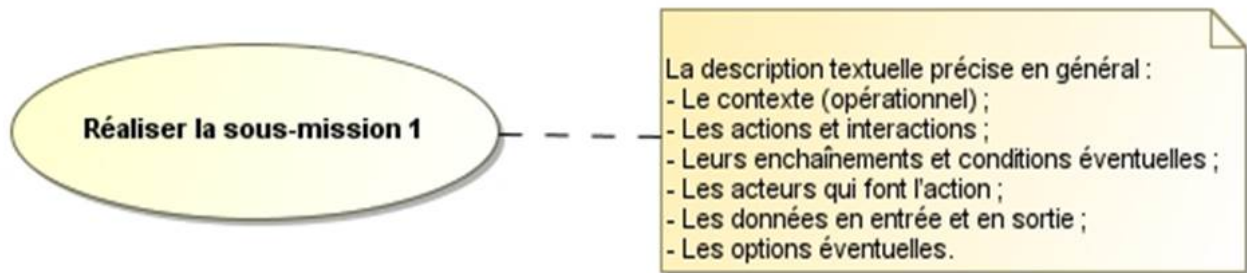 Réaliser la sous-mission 1
La description textuelle précise en général :
- Le contexte (opérationnel) ;
- Les actions et interactions ;
- Leurs enchaînements et conditions éventuelles ;
- Les acteurs qui font l'action ;
- Les données en entrée et en sortie ;
- Les options éventuelles.